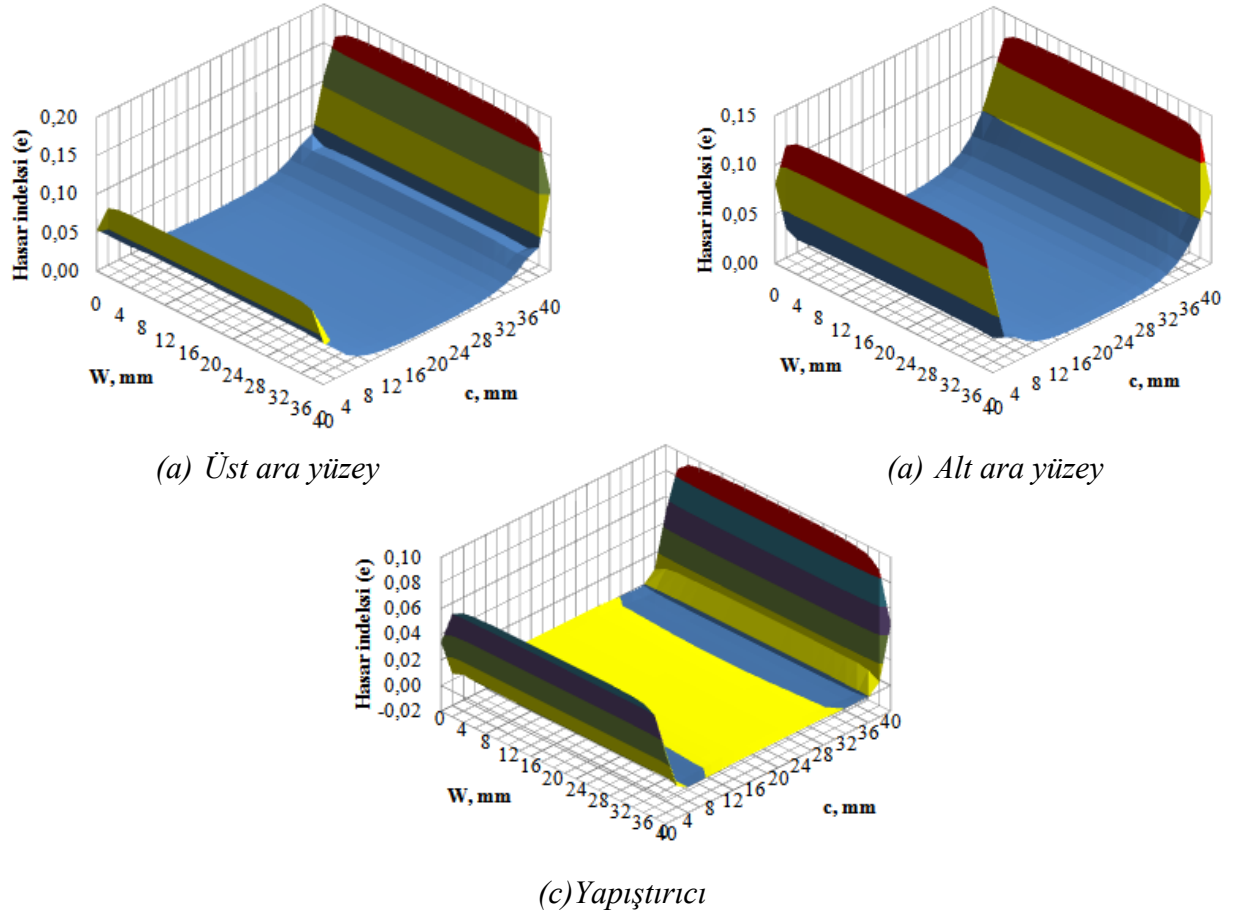 0,20
0,15
0,10
0,05
0,00
Hasar indeksi (e)
0 4 8 12 16 20 24 28 32 36 40
W, mm
0 4 8 12 16 20 24 28 32 36 40
c, mm
(a) Üst ara yüzey
0,15
0,10
0,05
0,00
Hasar indeksi (e)
0 4 8 12 16 20 24 28 32 36 40
W, mm
0 4 8 12 16 20 24 28 32 36 40
c, mm
(a) Alt ara yüzey
0,10
0,08
0,06
0,04
0,02
0,00
-0,02
Hasar indeksi (e)
0 4 8 12 16 20 24 28 32 36 40
W, mm
0 4 8 12 16 20 24 28 32 36 40
c, mm
(c)Yapıştırıcı